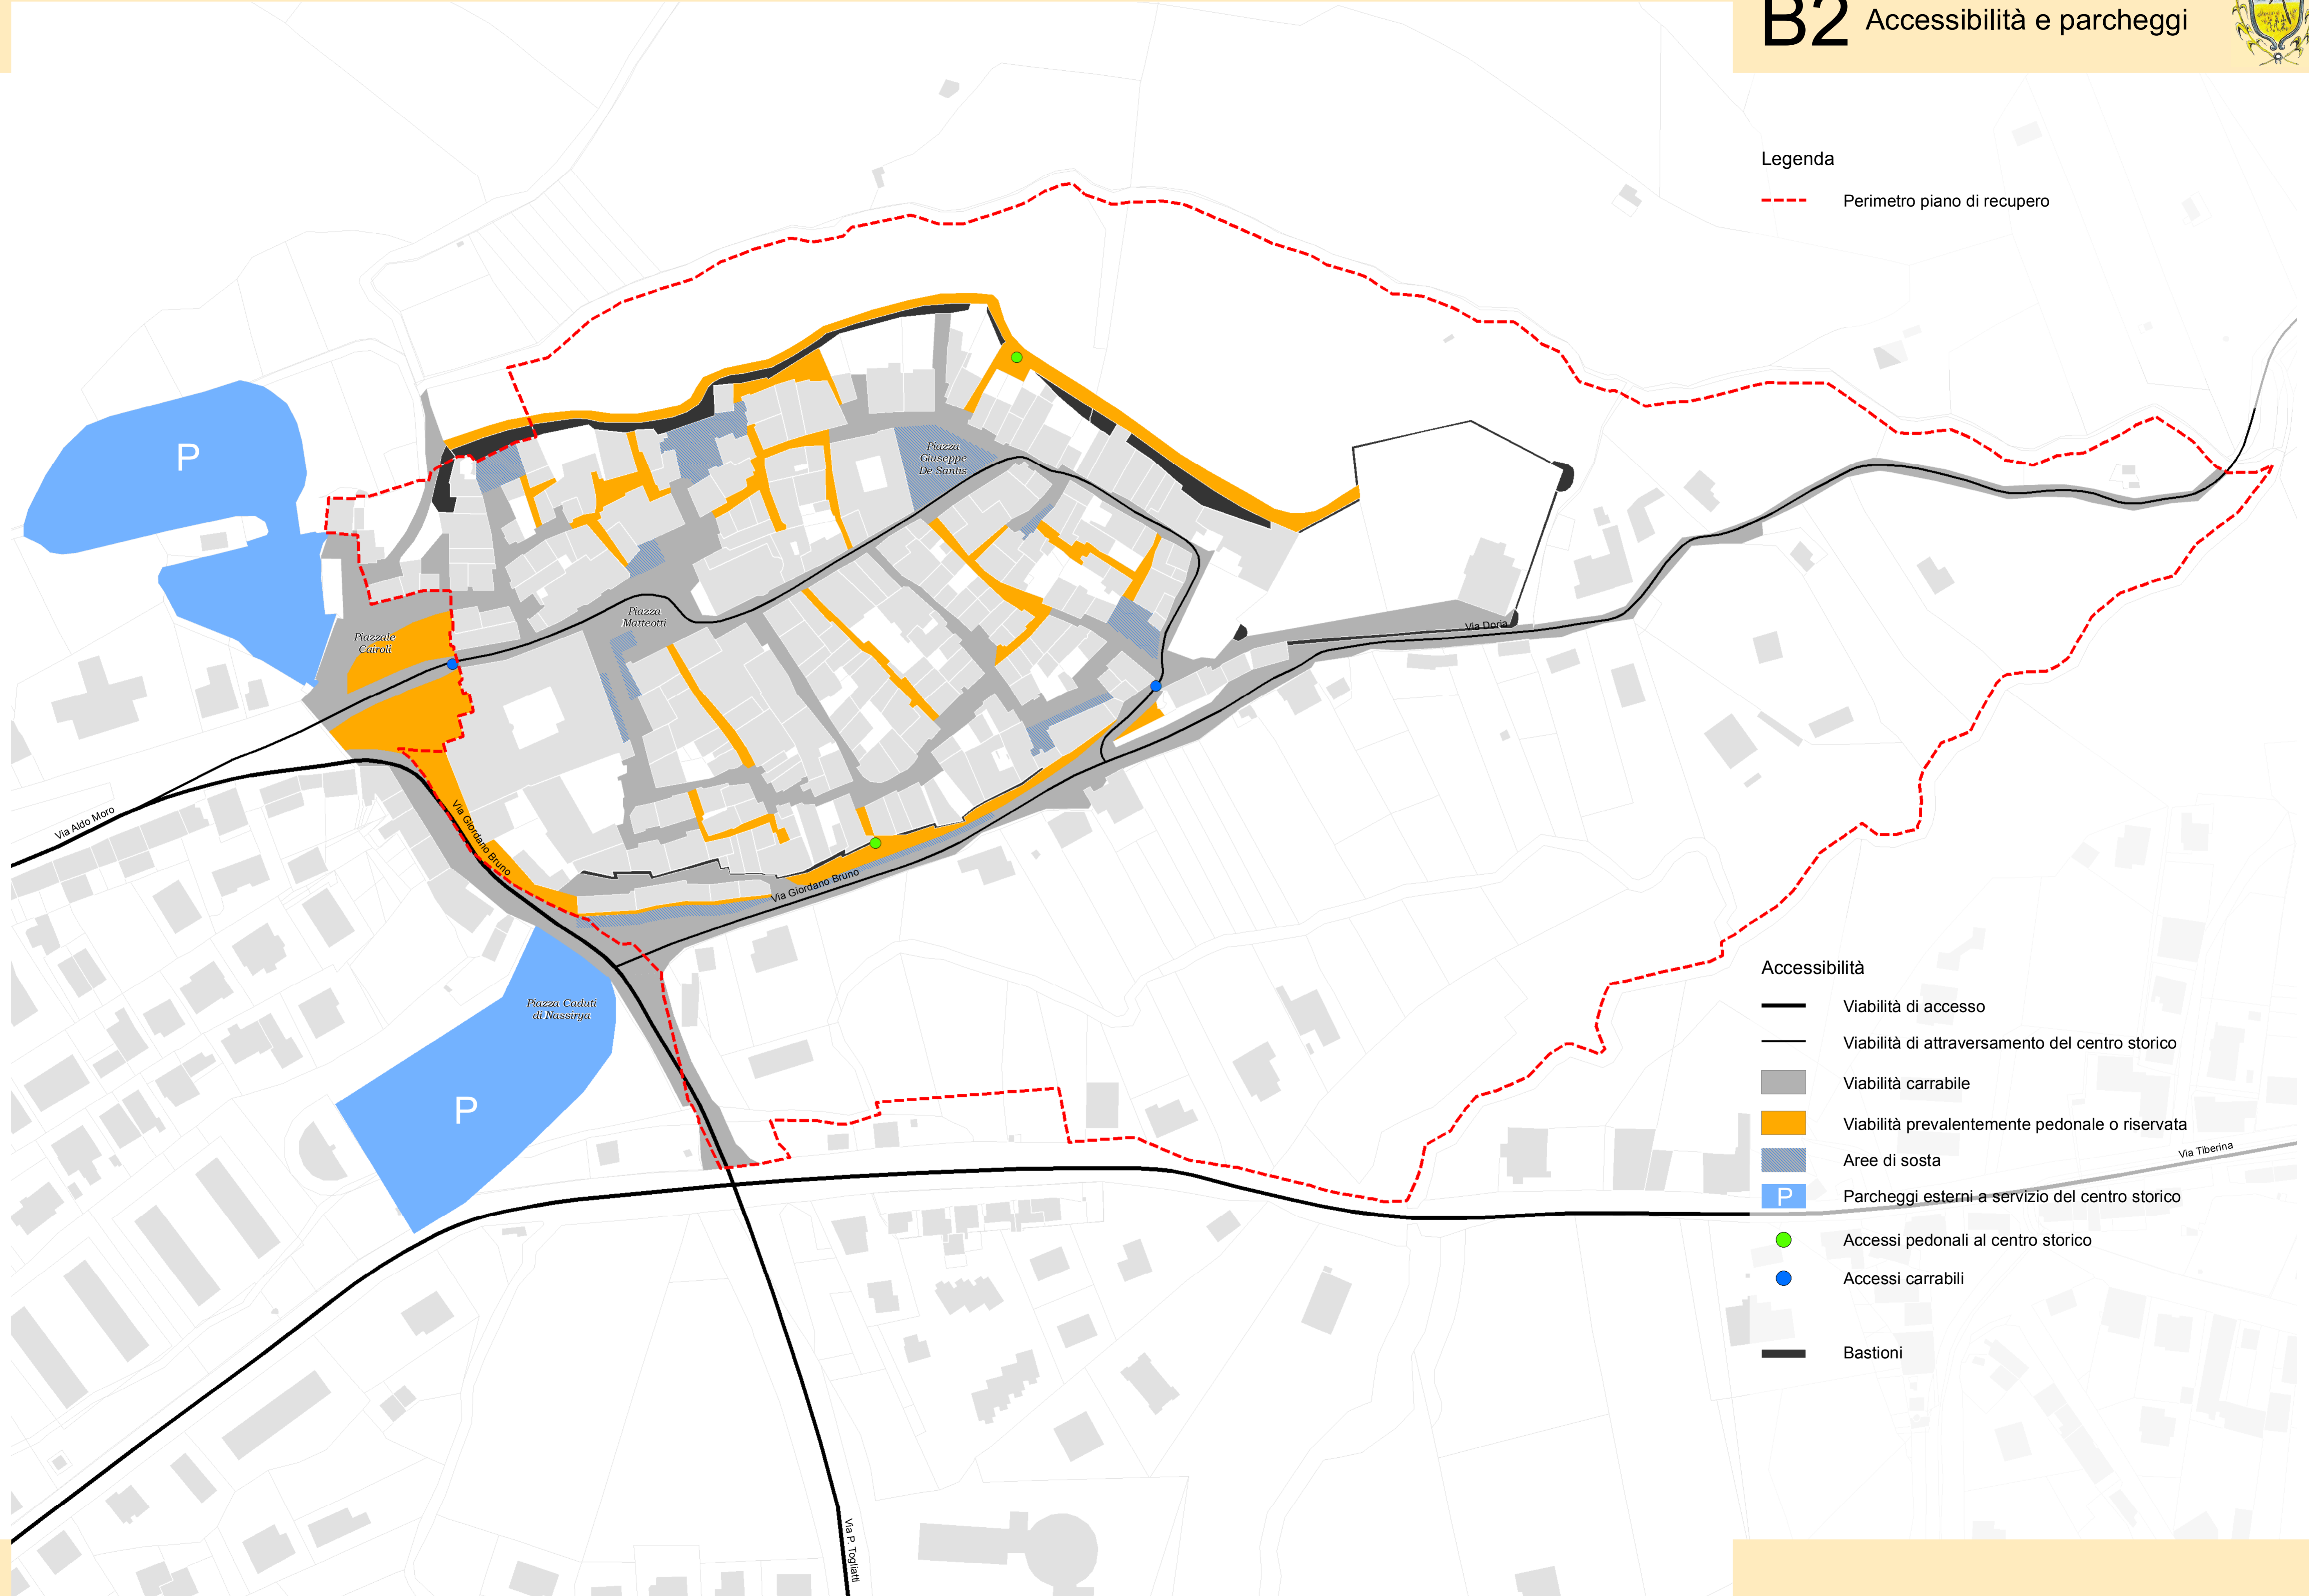 B2 Accessibilità e parcheggi
Legenda
Perimetro piano di recupero
Piazza
Giuseppe
De Santis
P
Piazza
Matteotti
Piazzale
Cairoli
Via Doria
Via Aldo Moro
Via Giordano Bruno
Via Giordano Bruno
Piazza Caduti
di Nassirya
P
Via P. Togliatti
Via Tiberina
Accessibilità
Viabilità di accesso
Viabilità di attraversamento del centro storico
Viabilità carrabile
Viabilità prevalentemente pedonale o riservata
Aree di sosta
P Parcheggi esterni a servizio del centro storico
Accessi pedonali al centro storico
Accessi carrabili
Bastioni